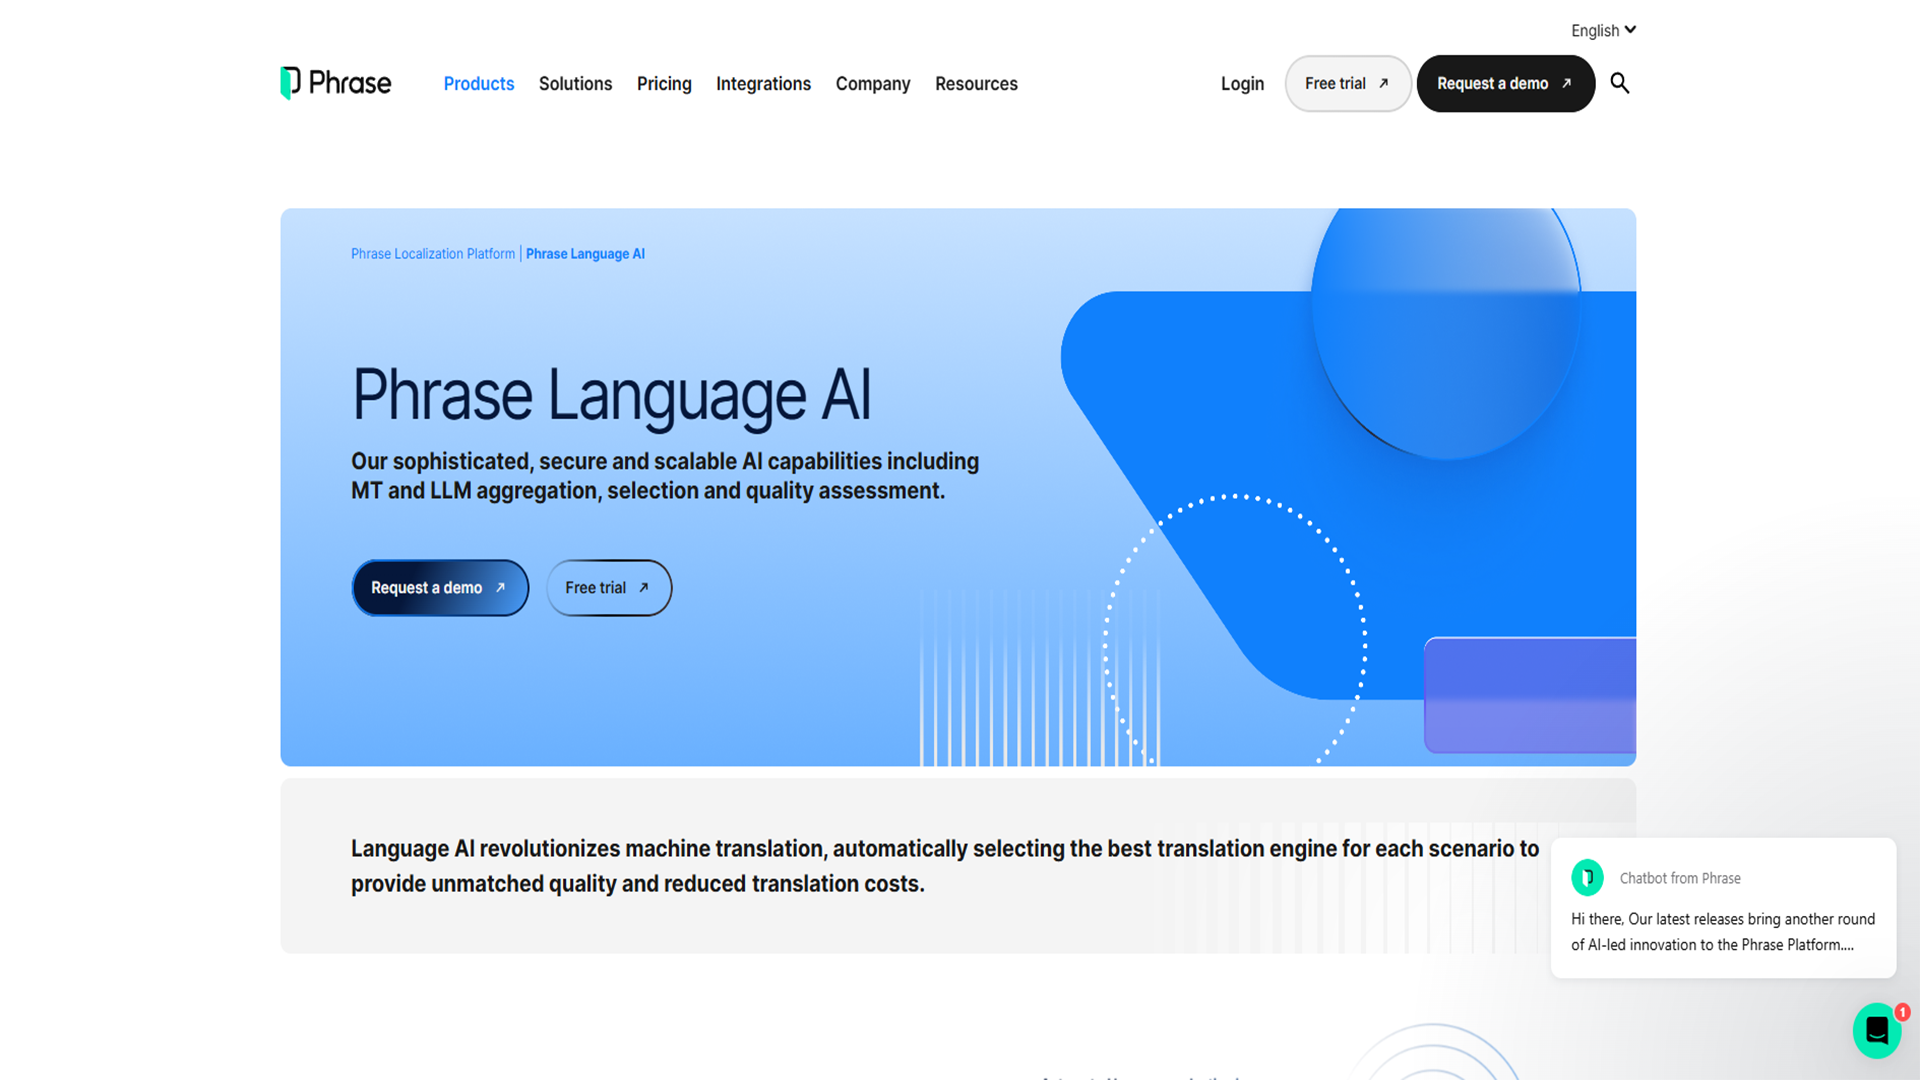 English
Phrase
Products Solutions Pricing Integrations Company Resources
Login Free trial Request a demo
Phrase Localization Platform | Phrase Language AI
Phrase Language AI
Our sophisticated, secure and scalable AI capabilities including
MT and LLM aggregation, selection and quality assessment.
Request a demo Free trial
Language AI revolutionizes machine translation, automatically selecting the best translation engine for each scenario to
provide unmatched quality and reduced translation costs.
Chatbot from Phrase
Hi there, Our latest releases bring another round
of AI-led innovation to the Phrase Platform....
1